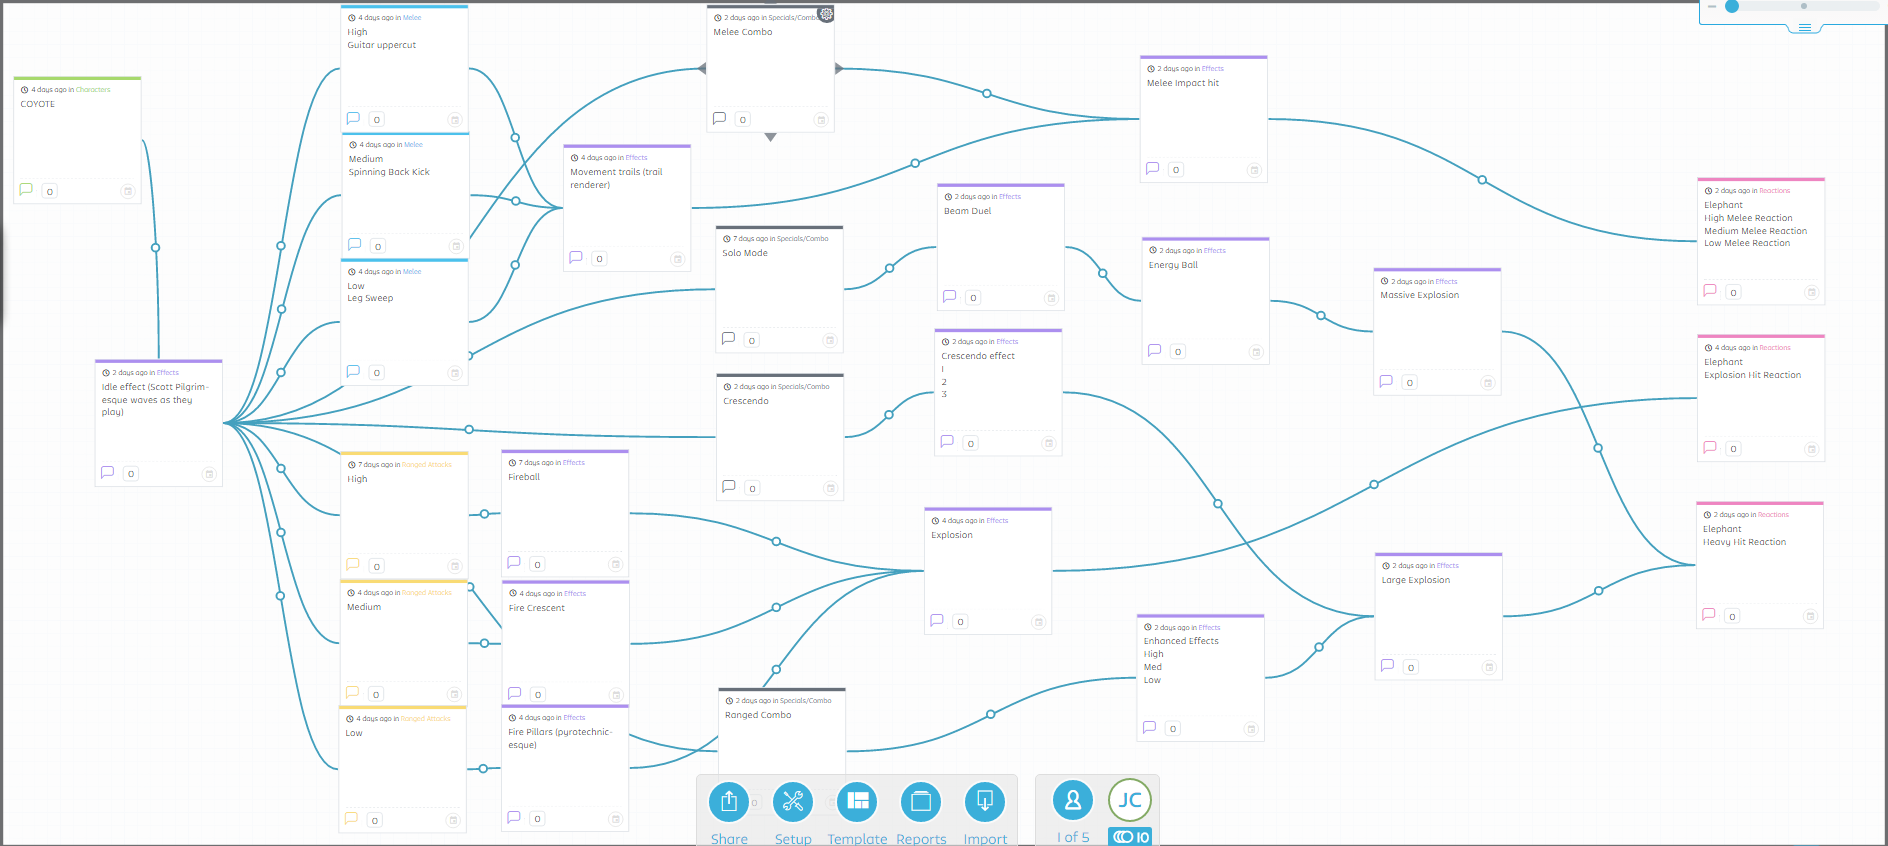 4 days ago in Characters
COYOTE
0
2 days ago in Effects
Idle effect (Scott Pilgrim-
esque waves as they
play)
0
4 days ago in Melee
High
Guitar uppercut
0
4 days ago in Melee
Medium
Spinning Back Kick
0
4 days ago in Melee
Low
Leg Sweep
0
7 days ago in Ranged Attacks
High
0
4 days ago in Ranged Attacks
Medium
0
4 days ago in Ranged Attacks
Low
0
4 days ago in Effects
Movement trails (trail
renderer)
0
7 days ago in Effects
Fireball
0
4 days ago in Effects
Fire Crescent
0
4 days ago in Effects
Fire Pillars (pyrotechnic-
esque)
0
2 days ago in Specials/Combo
Melee Combo
0
7 days ago in Specials/Combo
Solo Mode
0
2 days ago in Specials/Combo
Crescendo
0
2 days ago in Specials/Combo
Ranged Combo
0
2 days ago in Effects
Beam Duel
0
2 days ago in Effects
Crescendo effect
1
2
3
0
4 days ago in Effects
Explosion
0
2 days ago in Effects
Melee Impact hit
0
2 days ago in Effects
Energy Ball
0
2 days ago in Effects
Enhanced Effects
High
Med
Low
0
2 days ago in Effects
Massive Explosion
0
2 days ago in Effects
Large Explosion
0
2 days ago in Reactions
Elephant
High Melee Reaction
Medium Melee Reaction
Low Melee Reaction
0
4 days ago in Reactions
Elephant
Explosion Hit Reaction
0
2 days ago in Reactions
Elephant
Heavy Hit Reaction
0
Share Setup Template Reports Import
1 of 5
JC
10